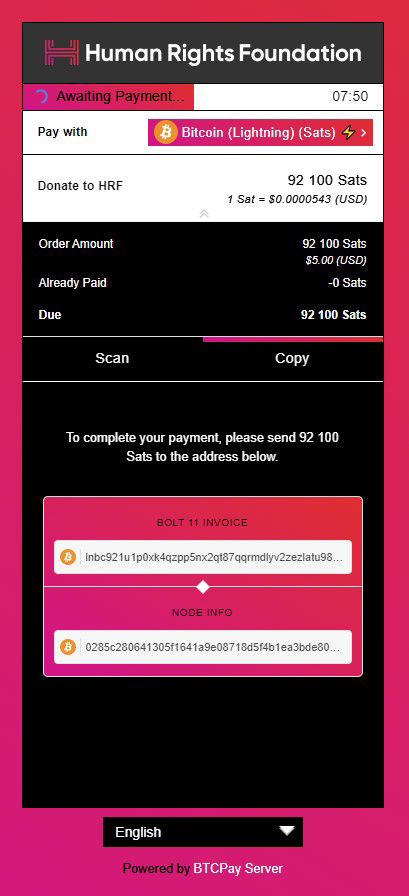 Human Rights Foundation
Awaiting Payment... 07:50
Pay with Bitcoin (Lightning) (Sats)
Donate to HRF 92 100 Sats
1 Sat = $0.0000543 (USD)
Order Amount 92 100 Sats
$5.00 (USD)
Already Paid -0 Sats
Due 92 100 Sats
Scan Copy
To complete your payment, please send 92 100
Sats to the address below.
BOLT 11 INVOICE
lnbc921u1p0xk4qzpp5nx2qt87qqrmdlyv2zezlatu98...
NODE INFO
0285c280641305f1641a9e08718d5f4b1ea3bde80...
English
Powered by BTCPay Server